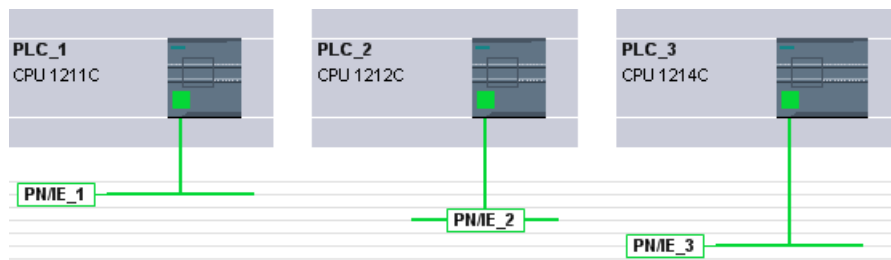 PLC_1
CPU 1211C
PLC_2
CPU 1212C
PLC_3
CPU 1214C
PN/IE_1
PN/IE_2
PN/IE_3